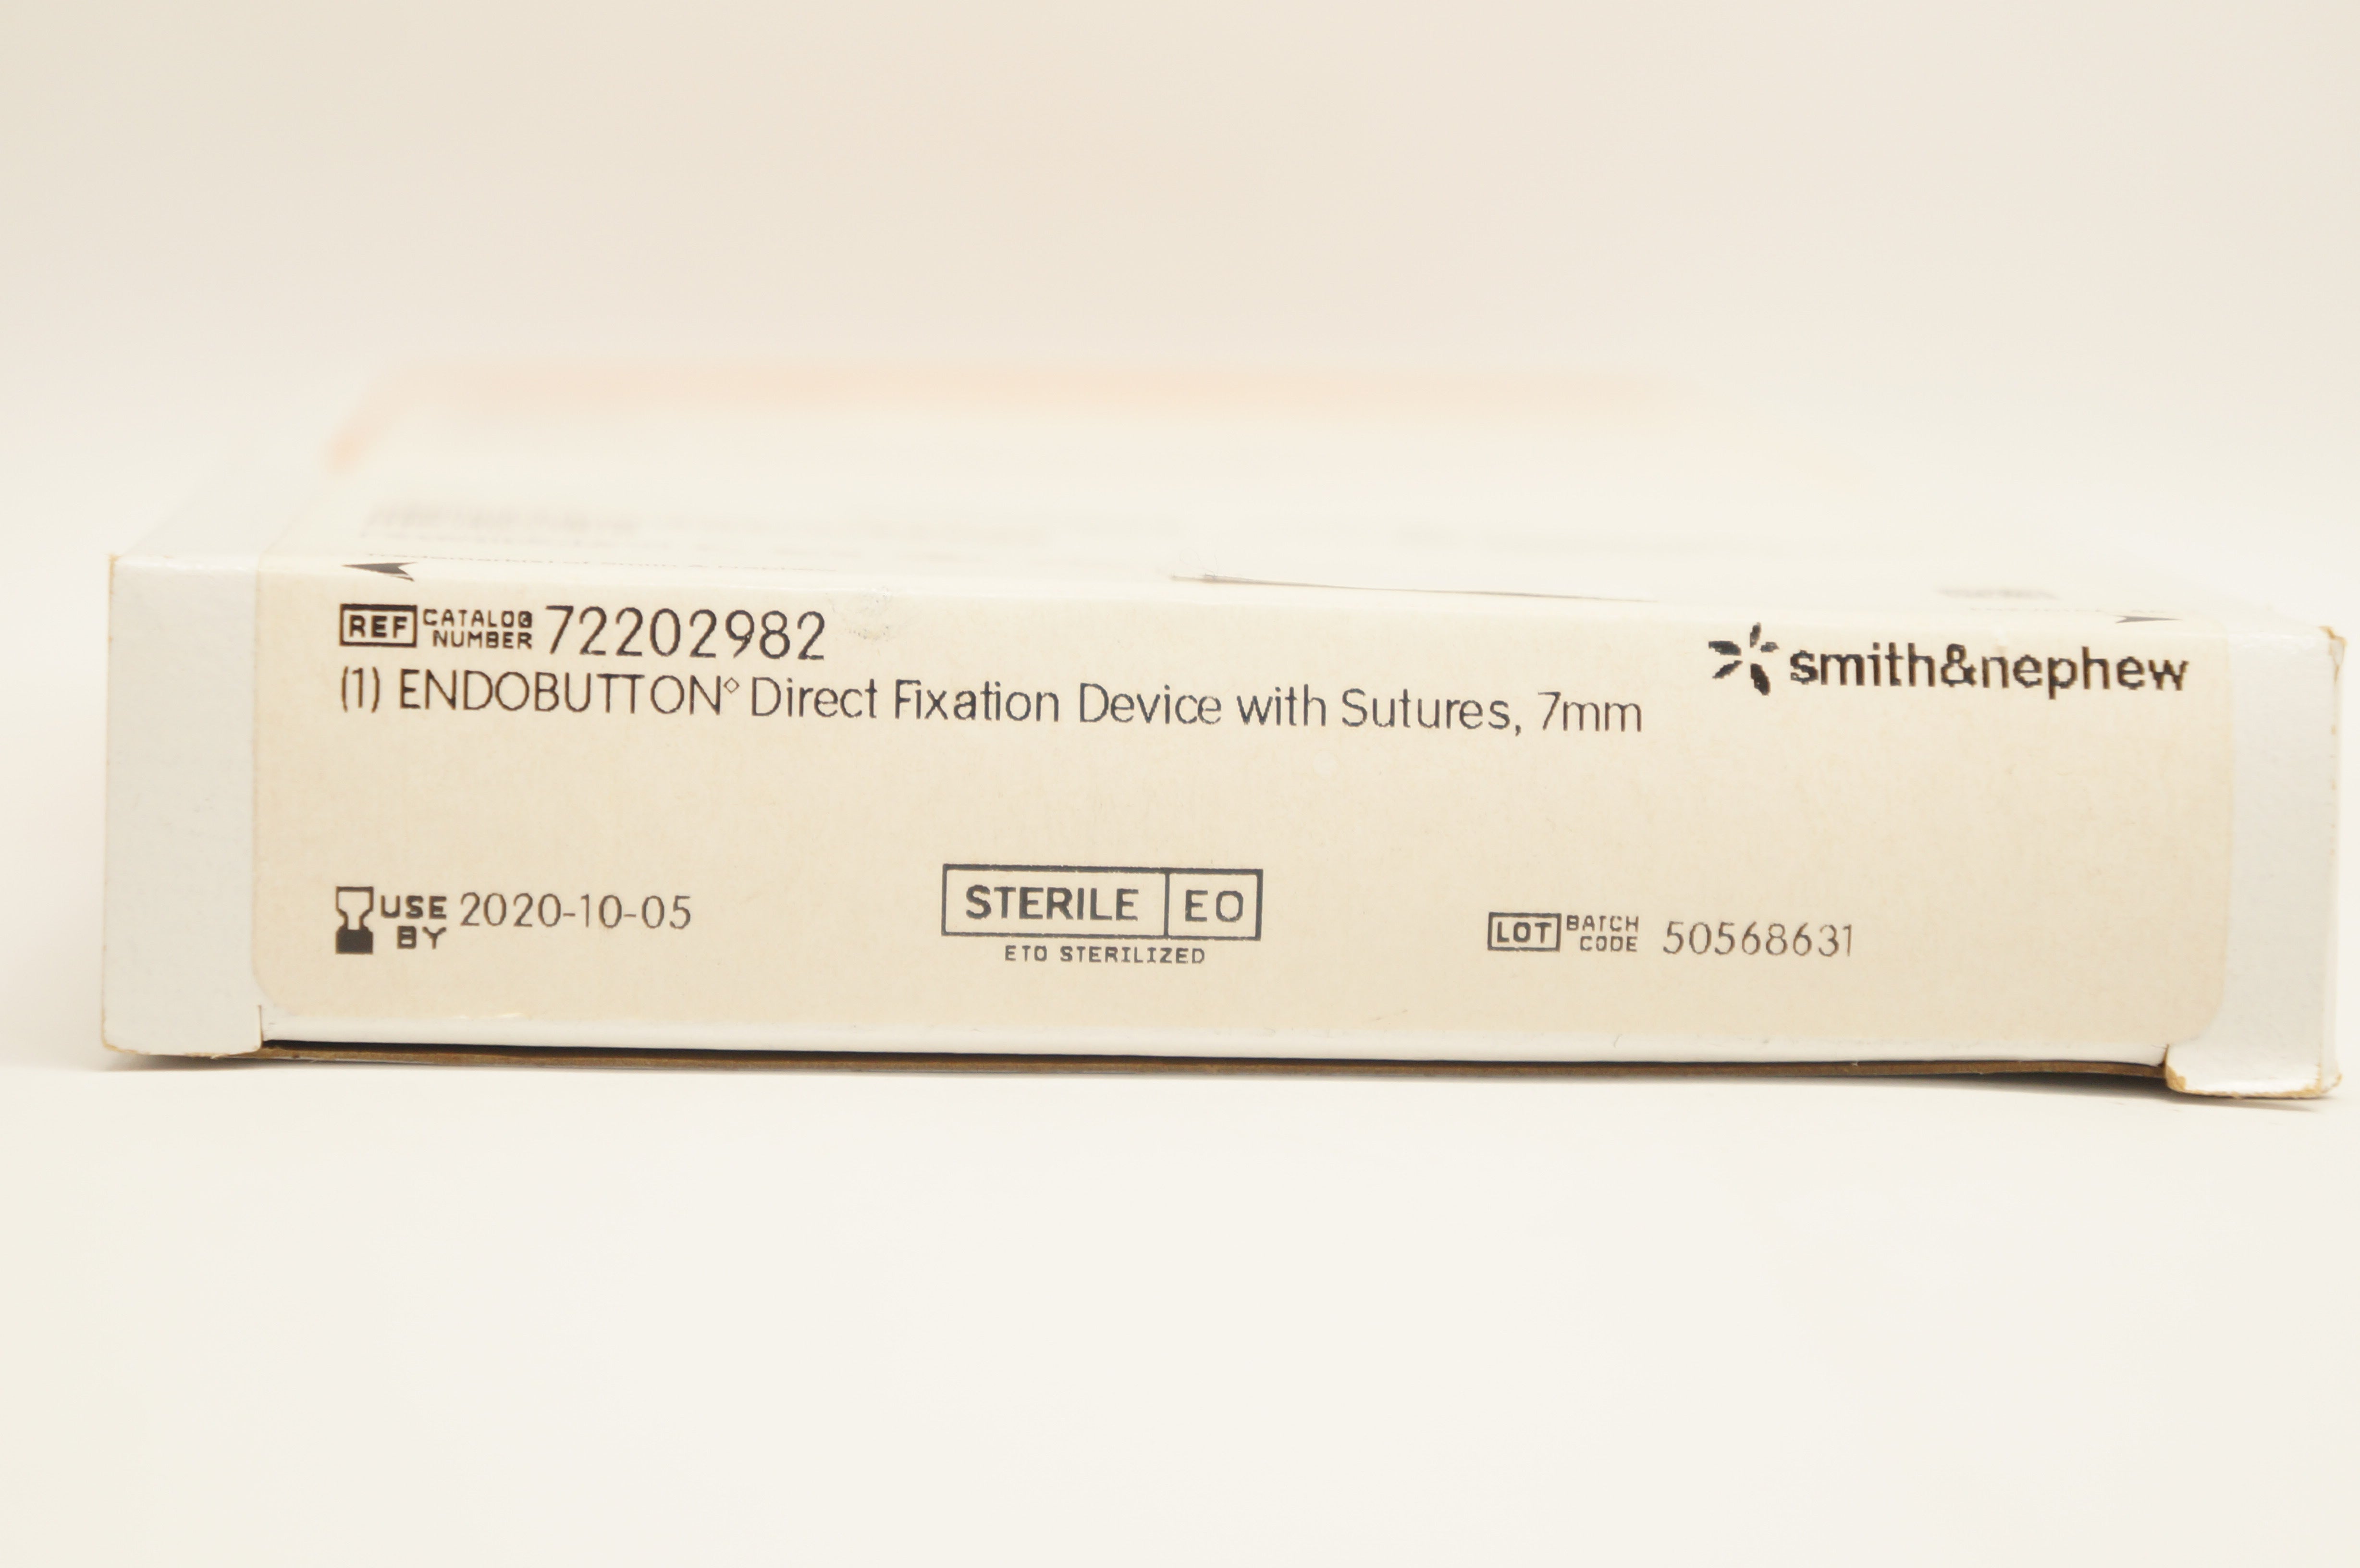 REF CATALOG NUMBER 72202982
smith&nephew
(1) ENDOBUTTON◇ Direct Fixation Device with Sutures, 7mm
USE BY 2020-10-05
STERILE EO
ETO STERILIZED
LOT BATCH CODE 50568631